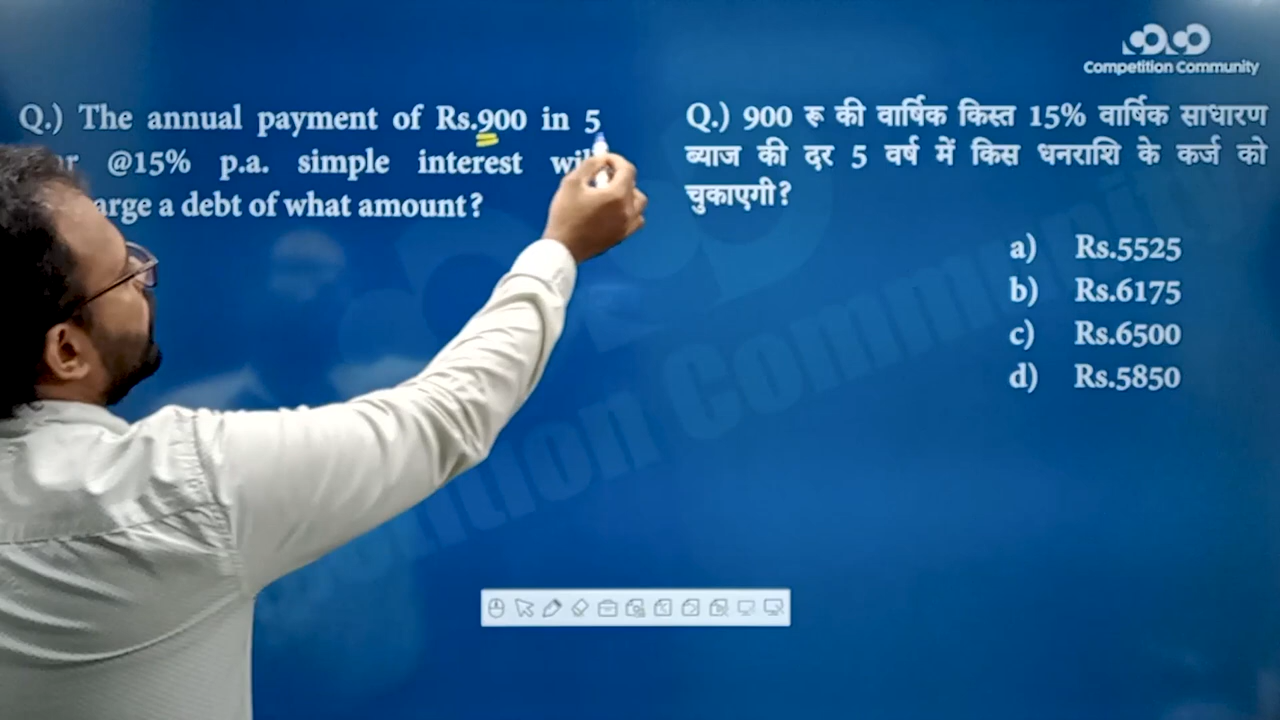 Competition Community
Q.) The annual payment of Rs.900 in 5
@15% p.a. simple interest
a debt of what amount?
Q.) 900 रू की वार्षिक किस्त 15% वार्षिक साधारण
ब्याज की दर 5 वर्ष में किस धनराशि के कर्ज को
चुकाएगी?
a) Rs.5525
b) Rs.6175
c) Rs.6500
d) Rs.5850